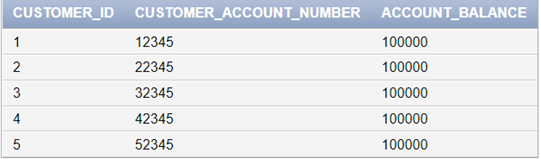 CUSTOMER_ID CUSTOMER_ACCOUNT_NUMBER ACCOUNT_BALANCE
1 12345 100000
2 22345 100000
3 32345 100000
4 42345 100000
5 52345 100000